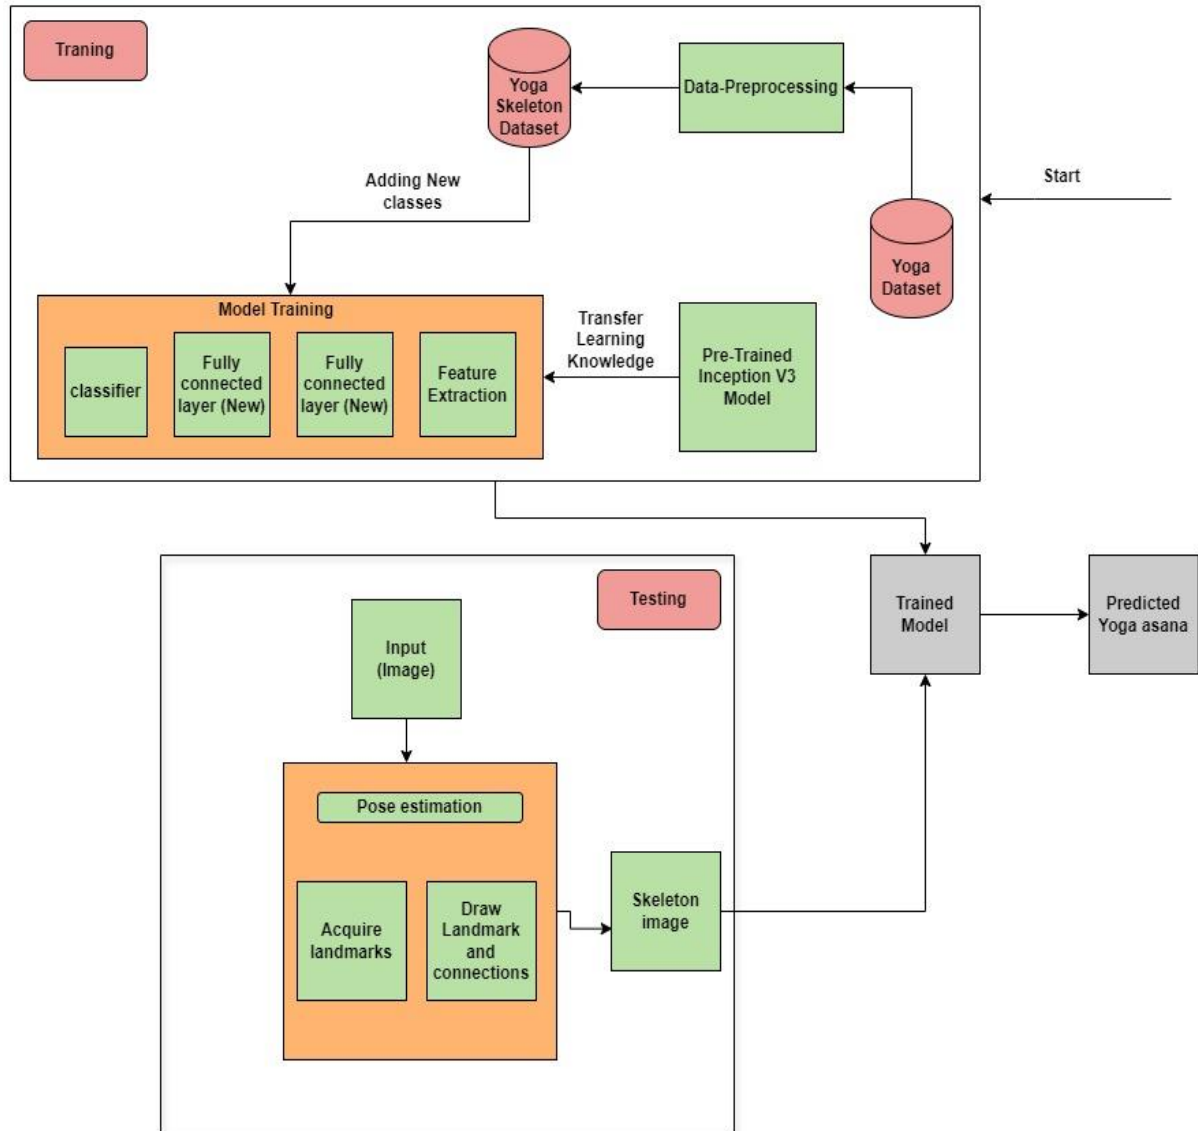 Traning
Yoga
Skeleton
Dataset
Data-Preprocessing
Adding New
classes
Start
Yoga
Dataset
Model Training
classifier
Fully
connected
layer (New)
Fully
connected
layer (New)
Feature
Extraction
Transfer
Learning
Knowledge
Pre-Trained
Inception V3
Model
Testing
Input
(Image)
Trained
Model
Predicted
Yoga asana
Pose estimation
Acquire
landmarks
Draw
Landmark
and
connections
Skeleton
image